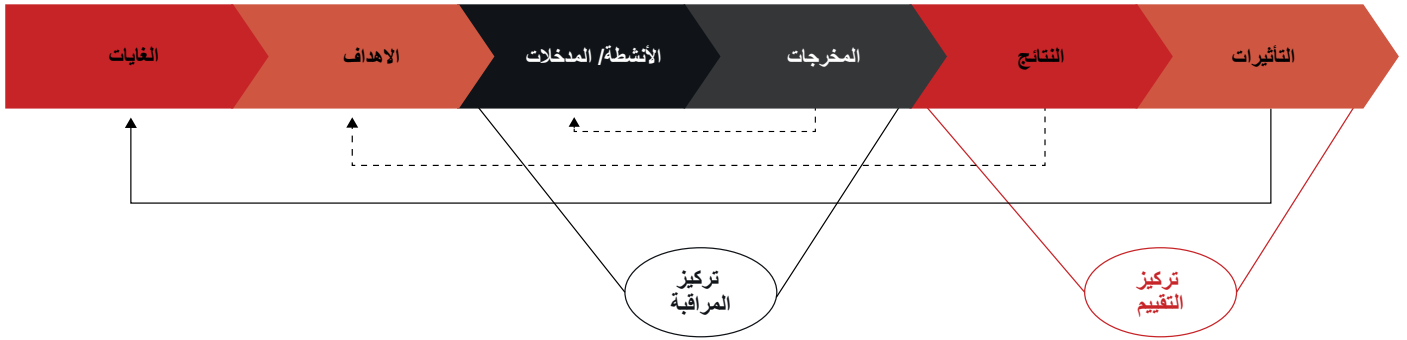 الغايات
الاهداف
الأنشطة/ المدخلات
المخرجات
النتائج
التأثيرات
تركيز
المراقبة
تركيز
التقييم